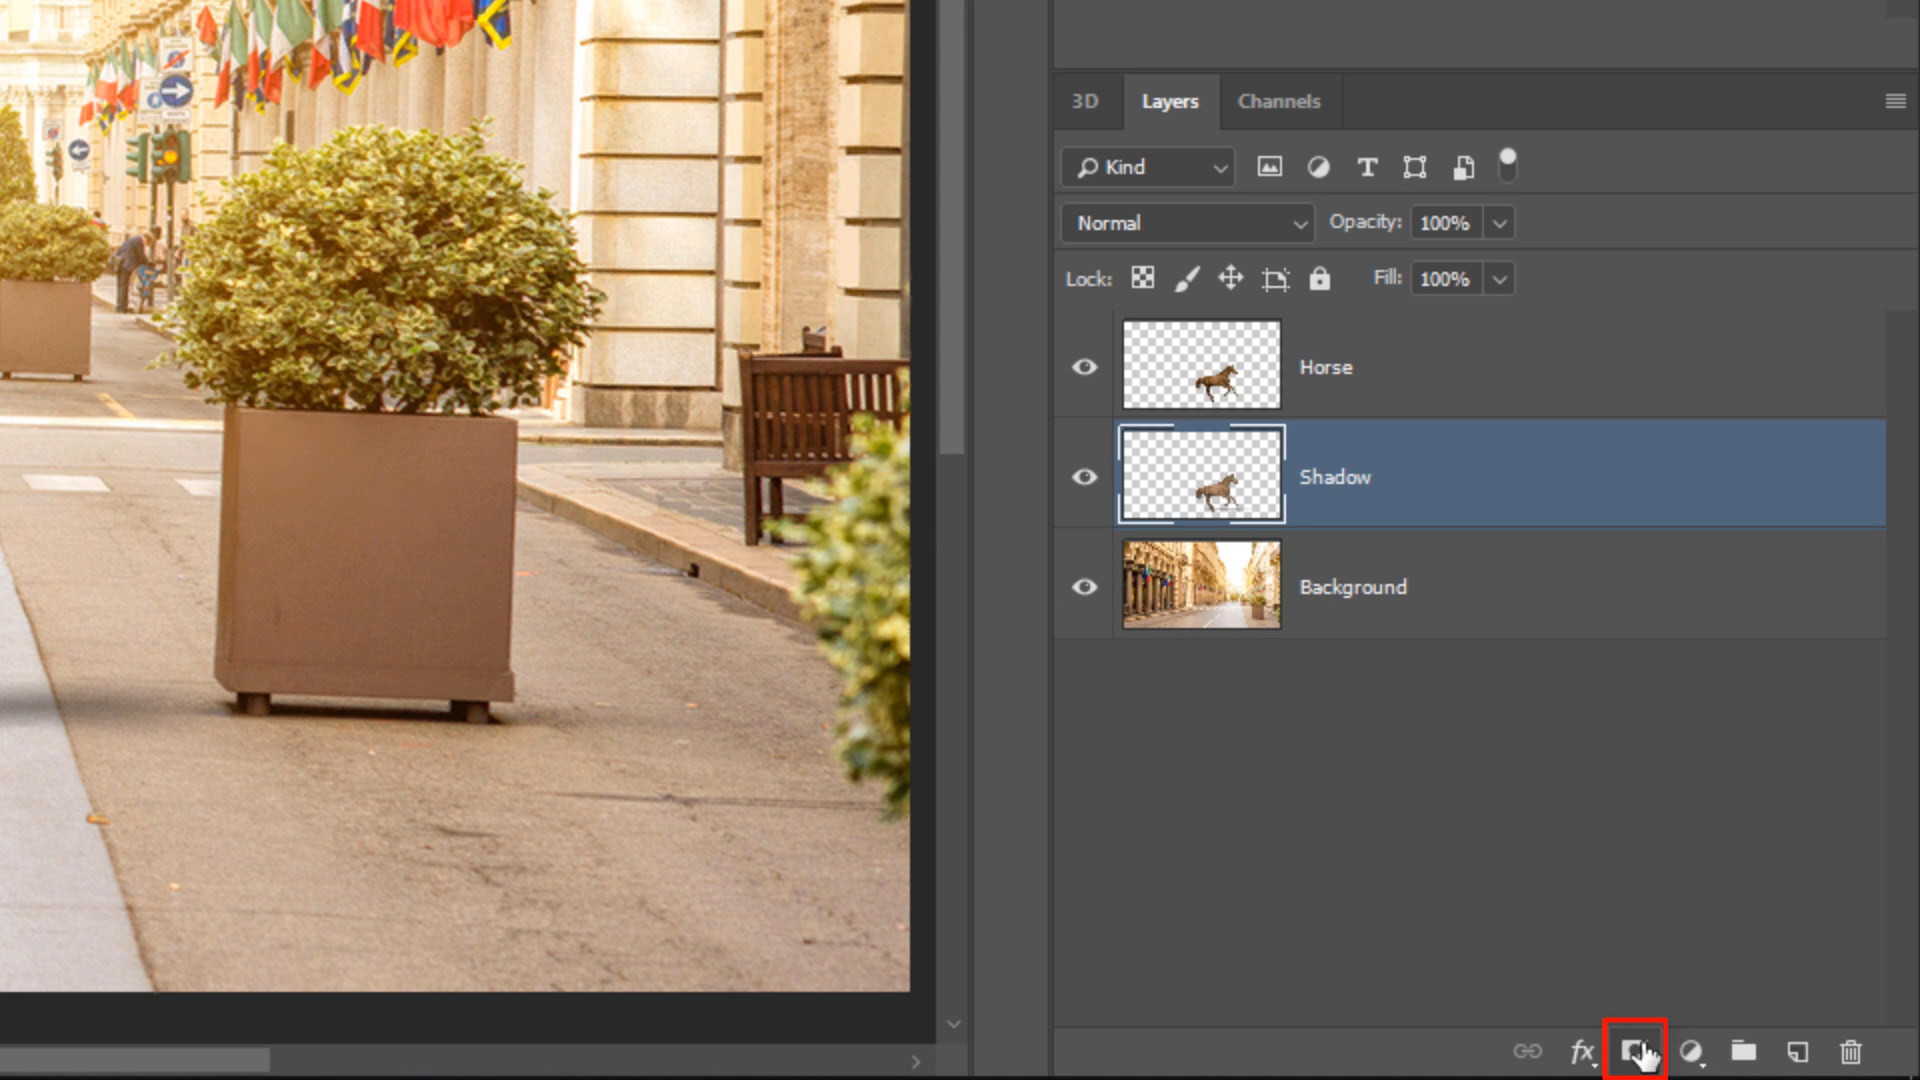 3D Layers Channels
Kind
Normal Opacity: 100%
Lock: Fill: 100%
Horse
Shadow
Background
fx